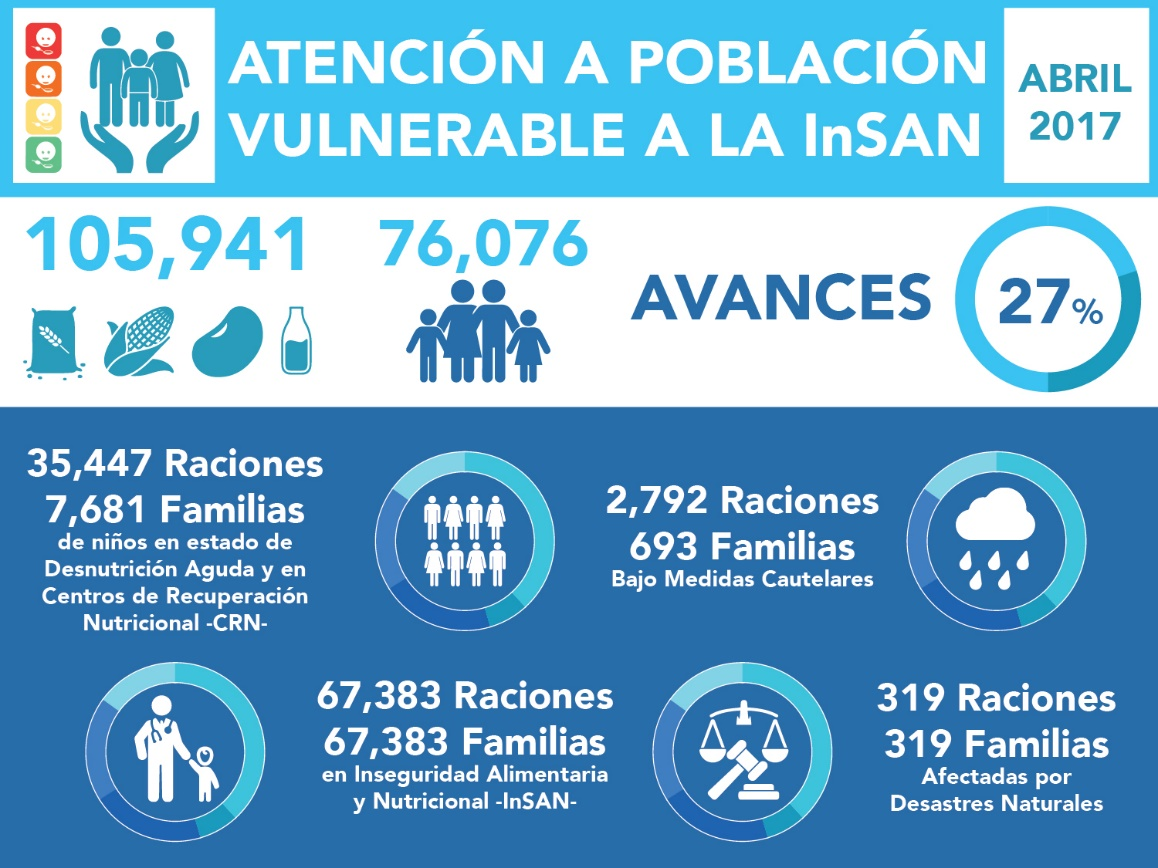 ATENCIÓN A POBLACIÓN
VULNERABLE A LA InSAN
ABRIL
2017
105,941
76,076
AVANCES
27%
35,447 Raciones
7,681 Familias
de niños en estado de
Desnutrición Aguda y en
Centros de Recuperación
Nutricional -CRN-
2,792 Raciones
693 Familias
Bajo Medidas Cautelares
67,383 Raciones
67,383 Familias
en Inseguridad Alimentaria
y Nutricional -InSAN-
319 Raciones
319 Familias
Afectadas por
Desastres Naturales